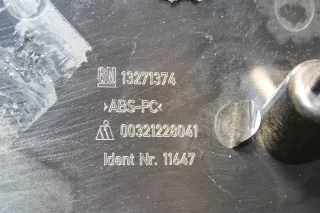 GM 13271374
>ABS-PC<
00321228041
Ident Nr. 11647